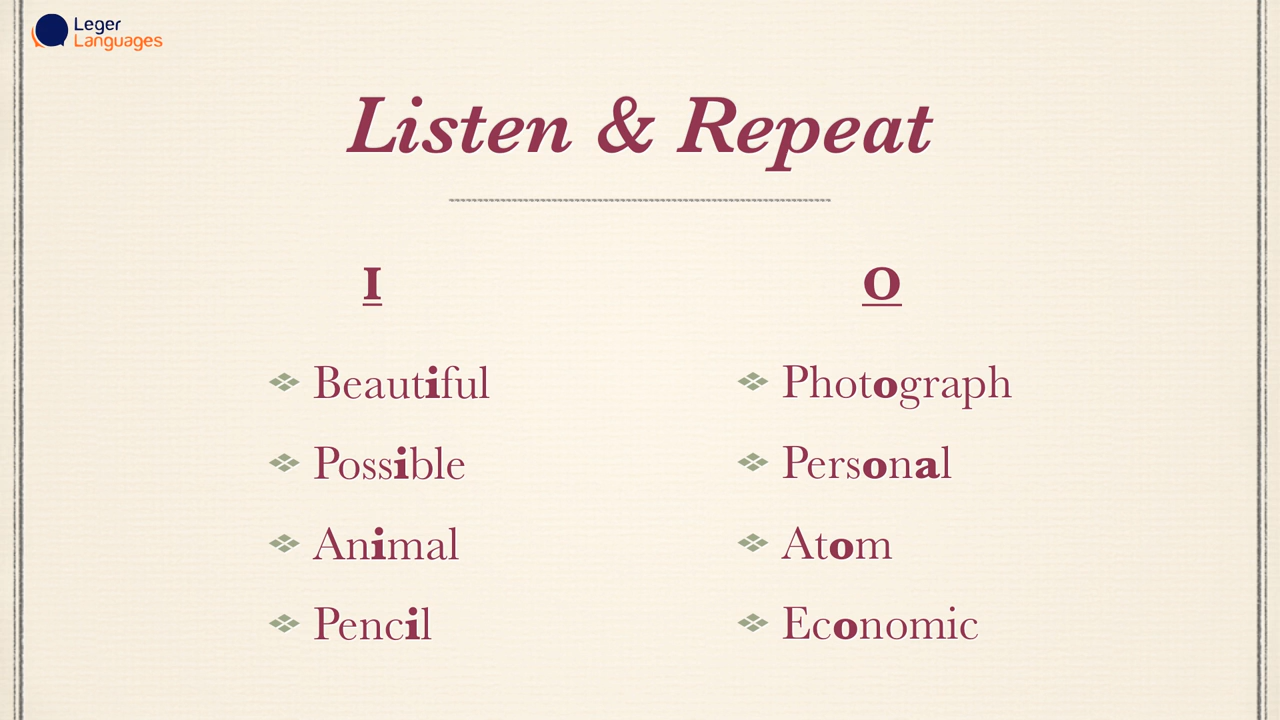 Leger
Languages
Listen & Repeat
I
Beautiful
Possible
Animal
Pencil
O
Photograph
Personal
Atom
Economic